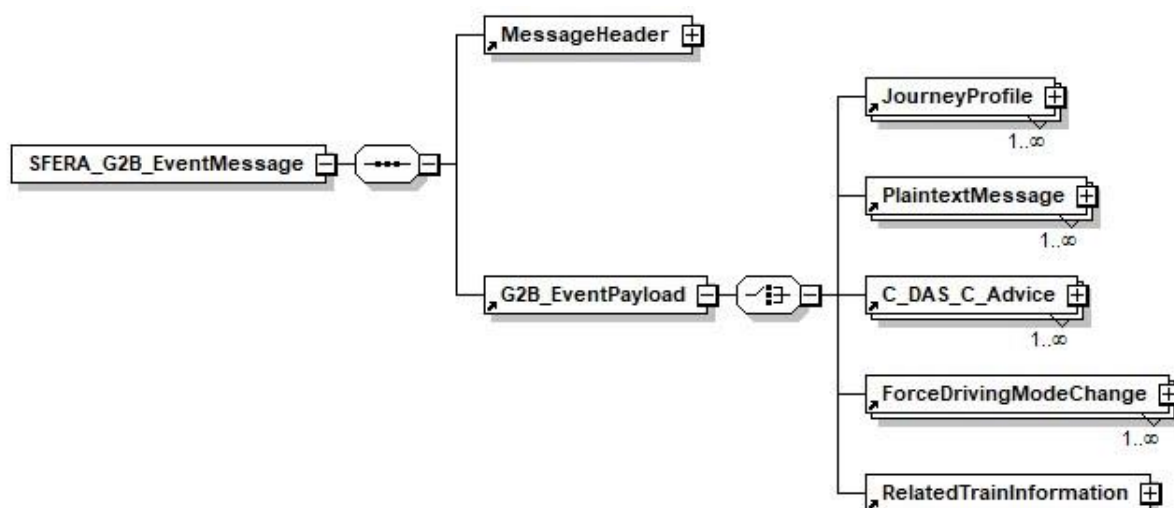 MessageHeader
JourneyProfile
1..∞
SFERA_G2B_EventMessage
PlaintextMessage
1..∞
G2B_EventPayload
C_DAS_C_Advice
1..∞
ForceDrivingModeChange
1..∞
RelatedTrainInformation